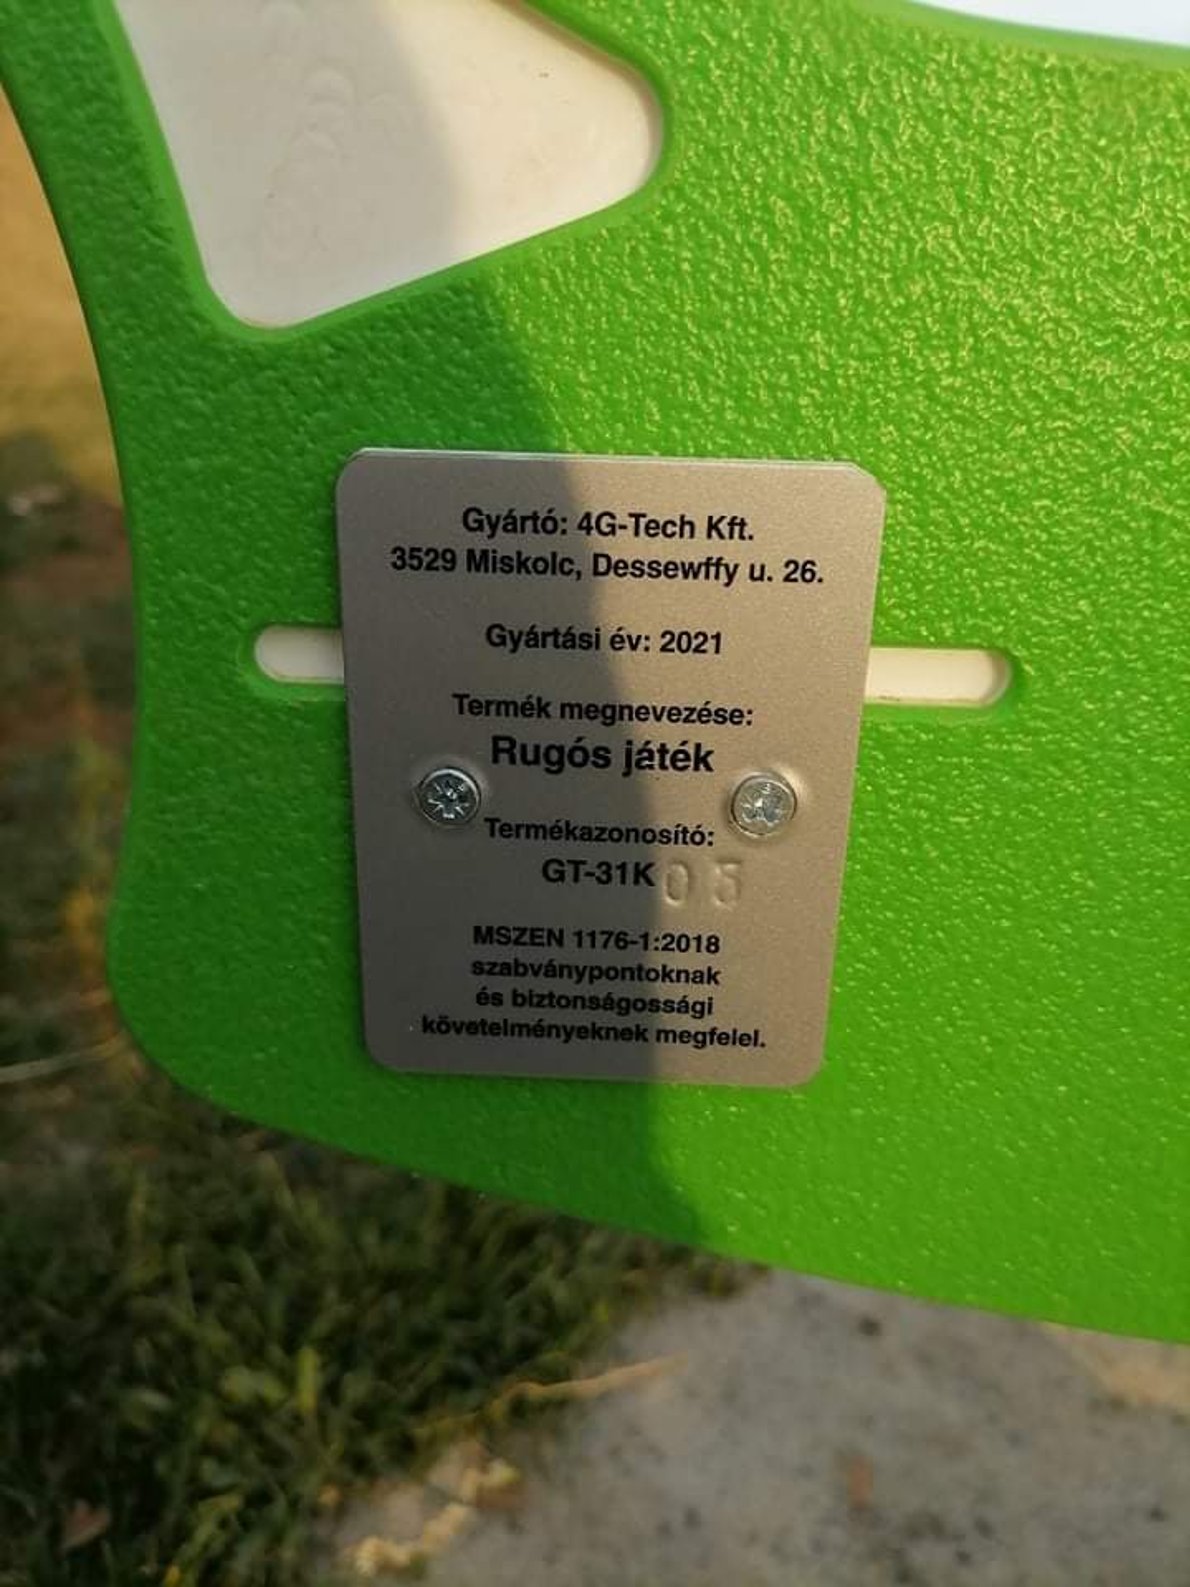 Gyártó: 4G-Tech Kft.
3529 Miskolc, Dessewffy u. 26.
Gyártási év: 2021
Termék megnevezése:
Rugós játék
Termékazonosító:
GT-31K 05
MSZEN 1176-1:2018
szabványpontoknak
és biztonságossági
követelményeknek megfelel.